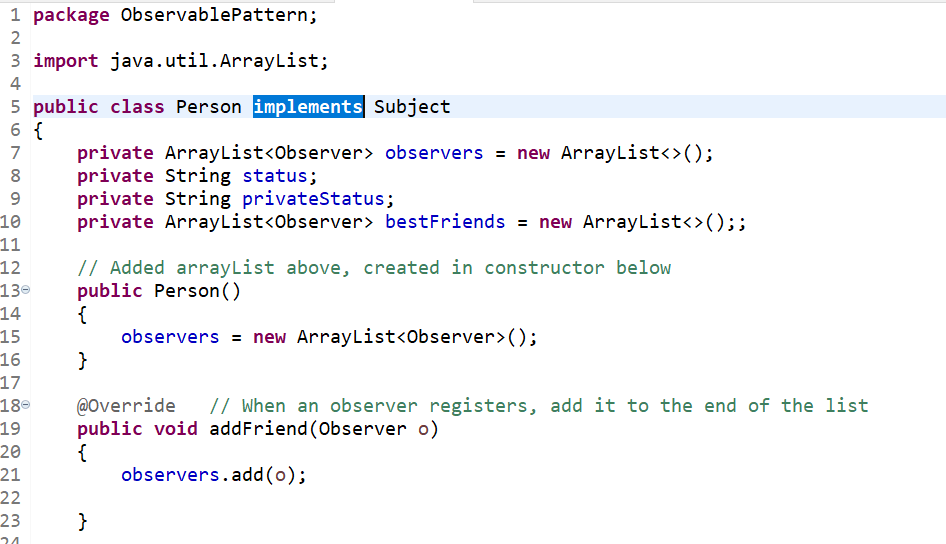 1 package ObservablePattern;
2
3 import java.util.ArrayList;
4
5 public class Person implements Subject
6 {
7     private ArrayList<Observer> observers = new ArrayList<>();
8     private String status;
9     private String privateStatus;
10     private ArrayList<Observer> bestFriends = new ArrayList<>();;
11
12     // Added arrayList above, created in constructor below
13     public Person()
14     {
15         observers = new ArrayList<Observer>();
16     }
17
18     @Override   // When an observer registers, add it to the end of the list
19     public void addFriend(Observer o)
20     {
21         observers.add(o);
22
23     }
24